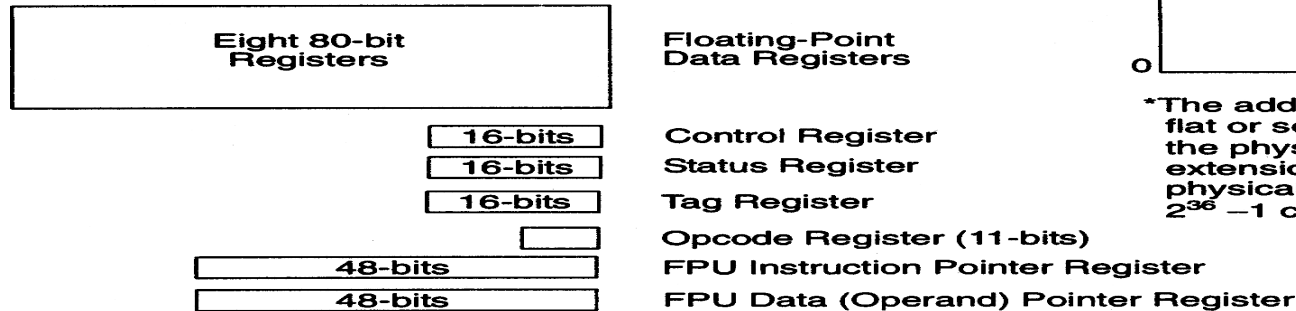 Eight 80-bit
Registers
Floating-Point
Data Registers
16-bits
Control Register
16-bits
Status Register
16-bits
Tag Register
Opcode Register (11-bits)
48-bits
FPU Instruction Pointer Register
48-bits
FPU Data (Operand) Pointer Register
0
*The add
flat or s
the phys
extensio
physica
2³⁶ –1 c